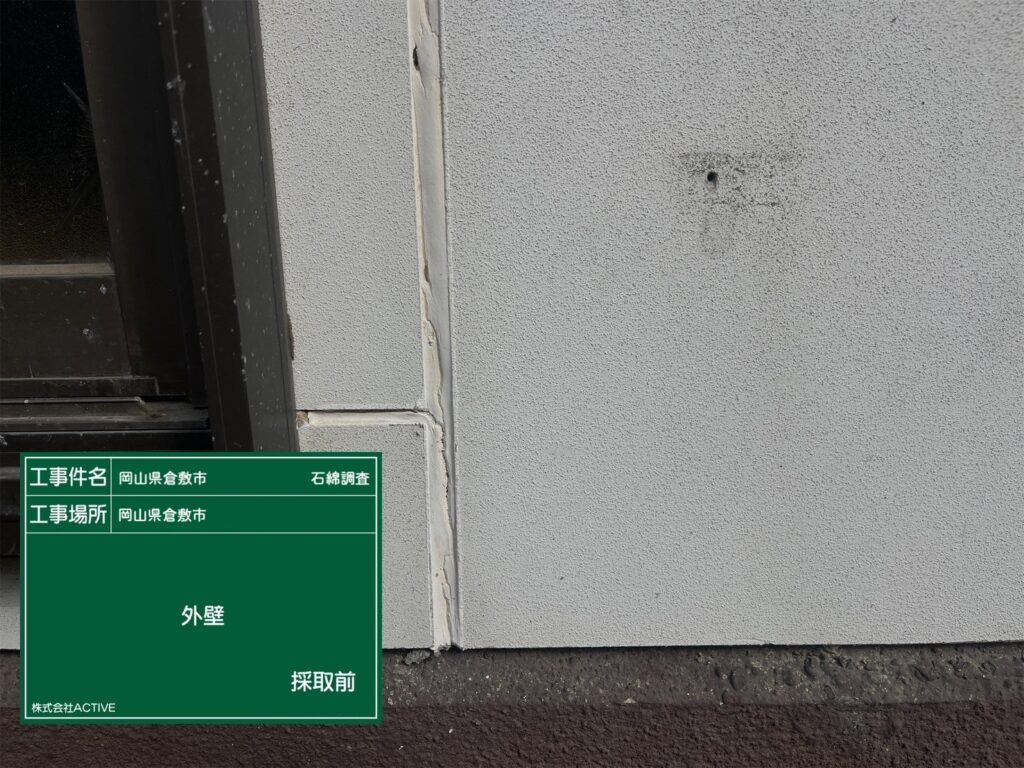 工事件名 岡山県倉敷市 石綿調査
工事場所 岡山県倉敷市
外壁
採取前
株式会社ACTIVE